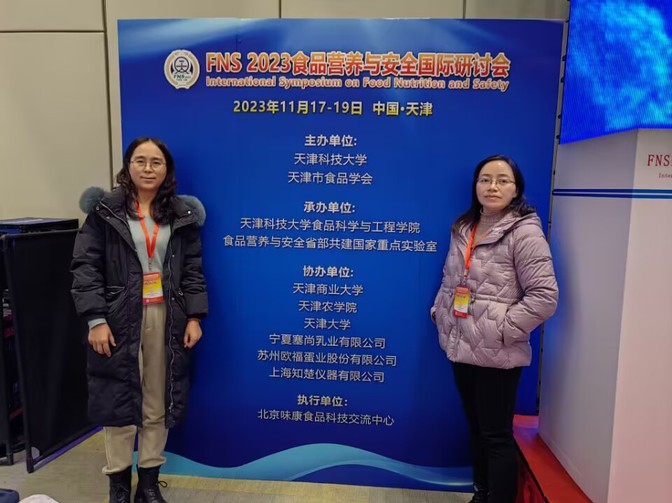 FNS 2023食品营养与安全国际研讨会
International Symposium on Food Nutrition and Safety
2023年11月17-19日 中国·天津
主办单位:
天津科技大学
天津市食品学会
承办单位:
天津科技大学食品科学与工程学院
食品营养与安全省部共建国家重点实验室
协办单位:
天津商业大学
天津农学院
天津大学
宁夏塞尚乳业有限公司
苏州欧福蛋业股份有限公司
上海知楚仪器有限公司
执行单位:
北京味康食品科技交流中心
FNS